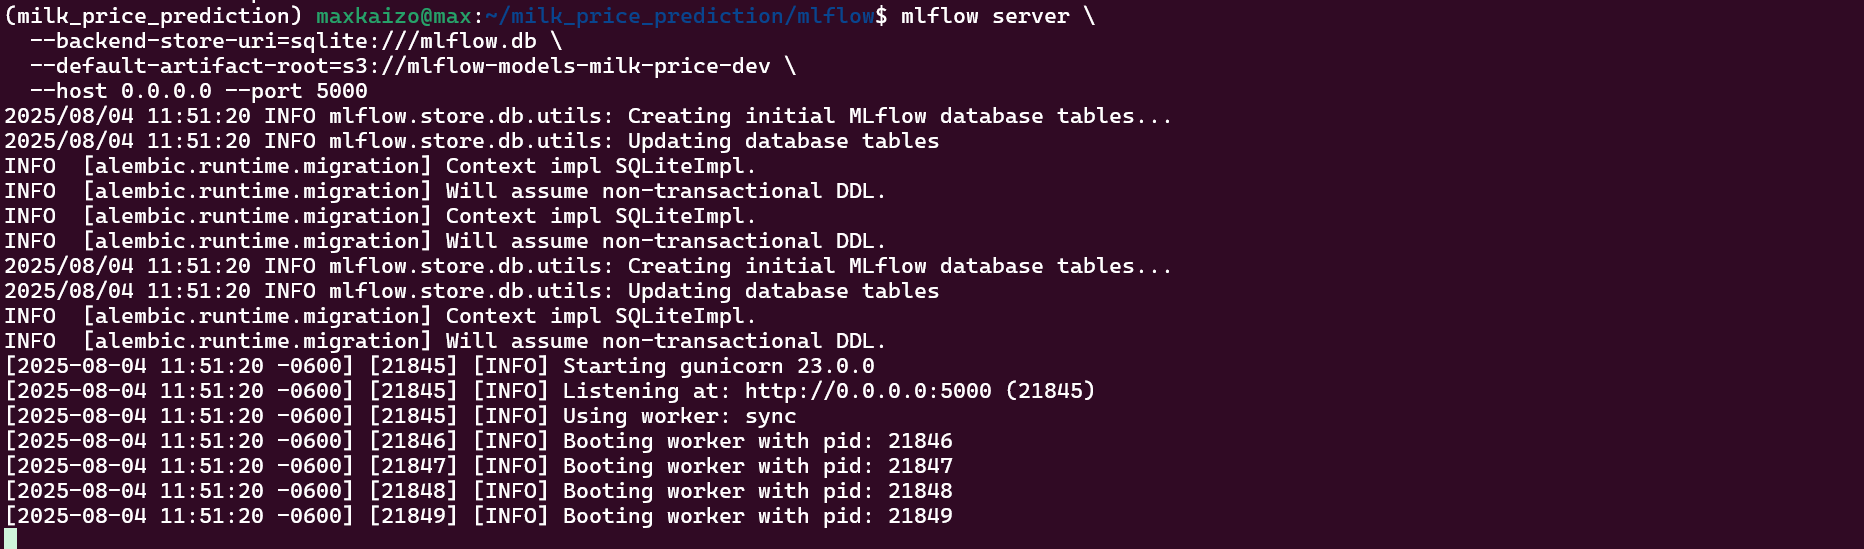 (milk_price_prediction) maxkaizo@max:~/milk_price_prediction/mlflow$ mlflow server \
  --backend-store-uri=sqlite:///mlflow.db \
  --default-artifact-root=s3://mlflow-models-milk-price-dev \
  --host 0.0.0.0 --port 5000
2025/08/04 11:51:20 INFO mlflow.store.db.utils: Creating initial MLflow database tables...
2025/08/04 11:51:20 INFO mlflow.store.db.utils: Updating database tables
INFO  [alembic.runtime.migration] Context impl SQLiteImpl.
INFO  [alembic.runtime.migration] Will assume non-transactional DDL.
INFO  [alembic.runtime.migration] Context impl SQLiteImpl.
INFO  [alembic.runtime.migration] Will assume non-transactional DDL.
2025/08/04 11:51:20 INFO mlflow.store.db.utils: Creating initial MLflow database tables...
2025/08/04 11:51:20 INFO mlflow.store.db.utils: Updating database tables
INFO  [alembic.runtime.migration] Context impl SQLiteImpl.
INFO  [alembic.runtime.migration] Will assume non-transactional DDL.
[2025-08-04 11:51:20 -0600] [21845] [INFO] Starting gunicorn 23.0.0
[2025-08-04 11:51:20 -0600] [21845] [INFO] Listening at: http://0.0.0.0:5000 (21845)
[2025-08-04 11:51:20 -0600] [21845] [INFO] Using worker: sync
[2025-08-04 11:51:20 -0600] [21846] [INFO] Booting worker with pid: 21846
[2025-08-04 11:51:20 -0600] [21847] [INFO] Booting worker with pid: 21847
[2025-08-04 11:51:20 -0600] [21848] [INFO] Booting worker with pid: 21848
[2025-08-04 11:51:20 -0600] [21849] [INFO] Booting worker with pid: 21849